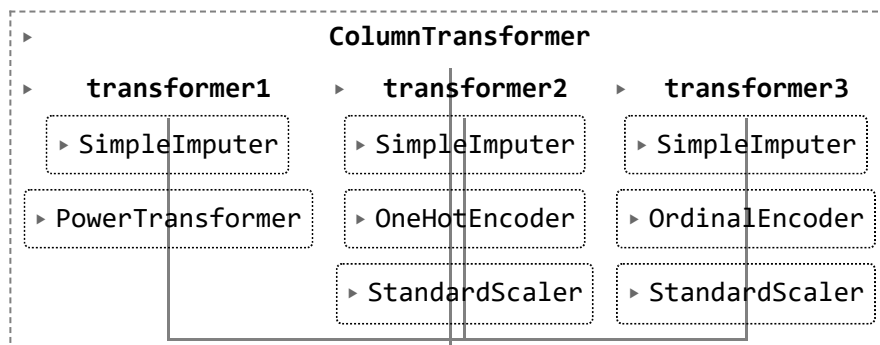 ColumnTransformer
transformer1 transformer2 transformer3
SimpleImputer SimpleImputer SimpleImputer
PowerTransformer OneHotEncoder OrdinalEncoder
StandardScaler StandardScaler